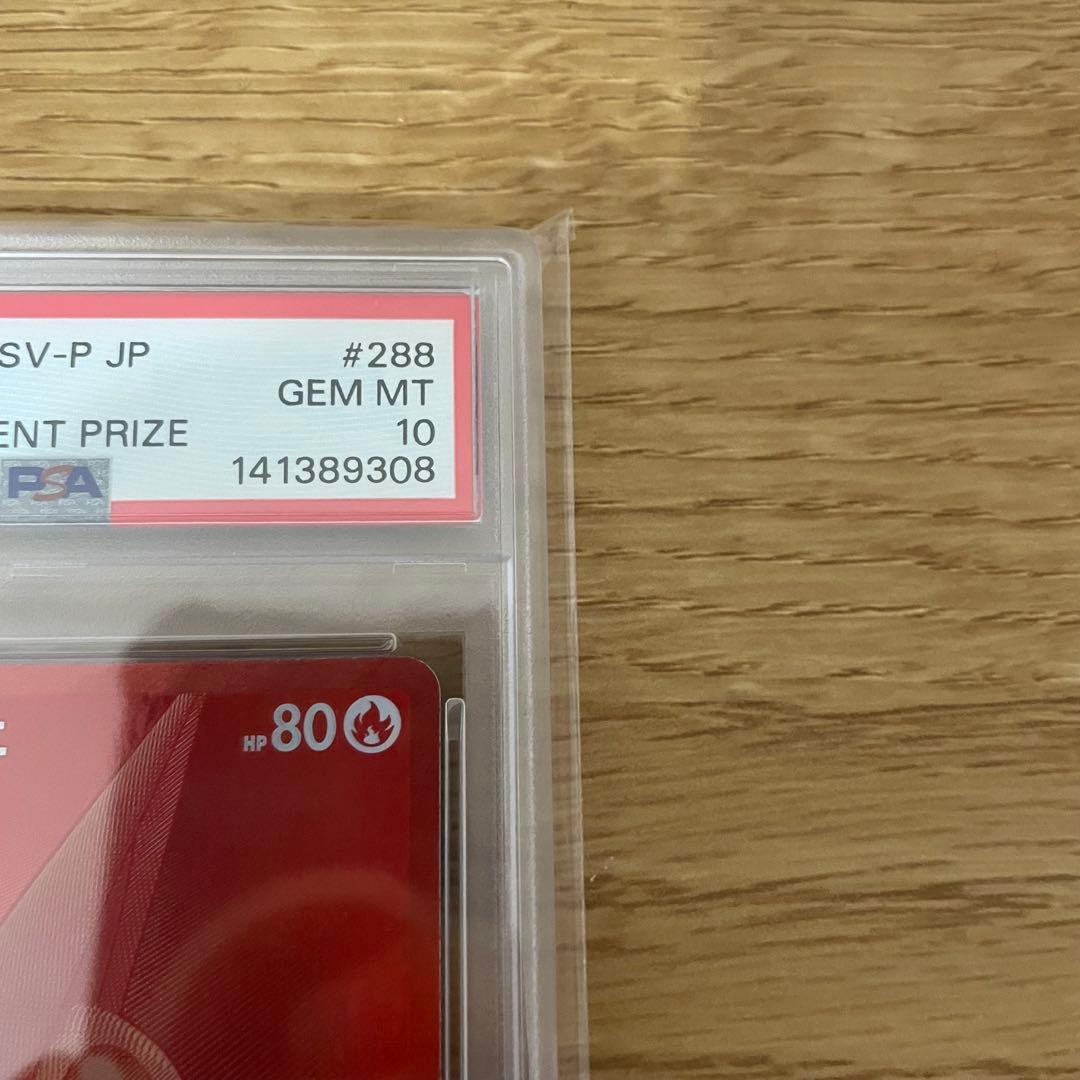 SV-P JP #288
GEM MT
ENT PRIZE 10
PSA 141389308
HP80